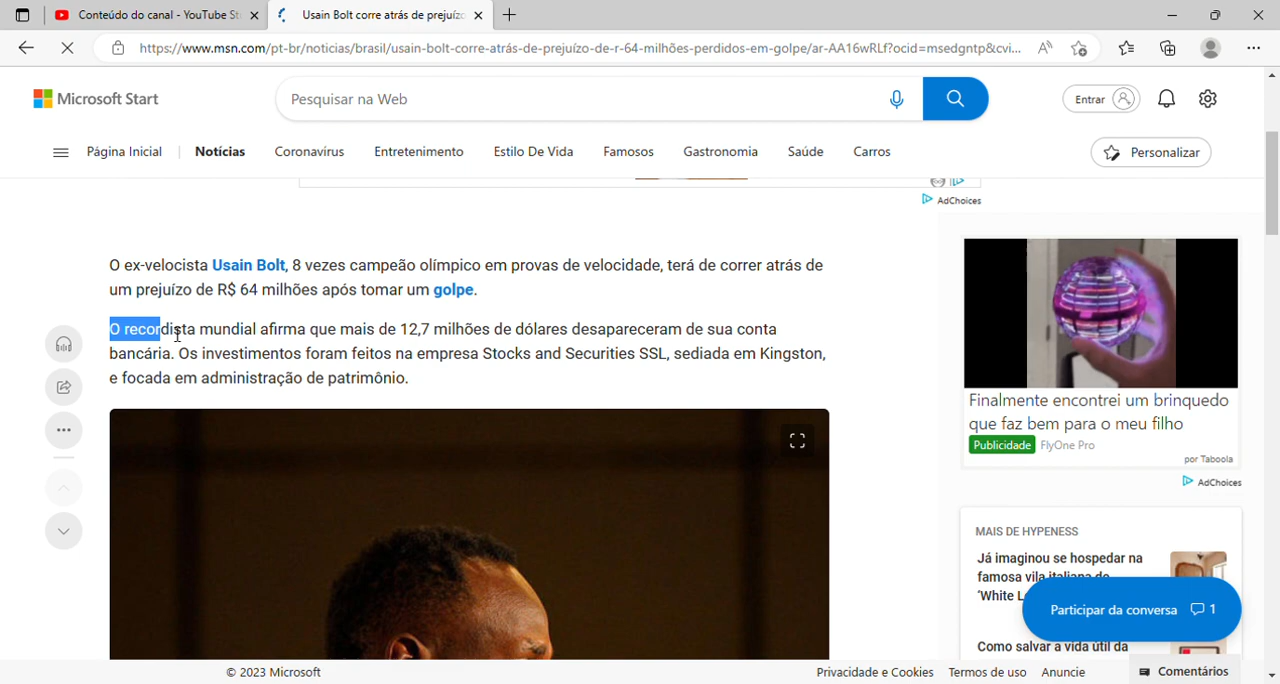 Conteúdo do canal - YouTube St
Usain Bolt corre atrás de prejuízo
https://www.msn.com/pt-br/noticias/brasil/usain-bolt-corre-atrás-de-prejuízo-de-r-64-milhões-perdidos-em-golpe/ar-AA16wRLf?ocid=msedgntp&cvi...
Microsoft Start
Pesquisar na Web
Entrar
Página Inicial
Notícias
Coronavirus
Entretenimento
Estilo De Vida
Famosos
Gastronomia
Saúde
Carros
Personalizar
AdChoices
O ex-velocista Usain Bolt, 8 vezes campeão olímpico em provas de velocidade, terá de correr atrás de
um prejuízo de R$ 64 milhões após tomar um golpe.
O recordista mundial afirma que mais de 12,7 milhões de dólares desapareceram de sua conta
bancária. Os investimentos foram feitos na empresa Stocks and Securities SSL, sediada em Kingston,
e focada em administração de patrimônio.
Finalmente encontrei um brinquedo
que faz bem para o meu filho
Publicidade FlyOne Pro
por Taboola
AdChoices
MAIS DE HYPENESS
Já imaginou se hospedar na
famosa vila italiana de
'White L
Participar da conversa 1
Como salvar a vida útil da
© 2023 Microsoft
Privacidade e Cookies
Termos de uso
Anuncie
Comentários